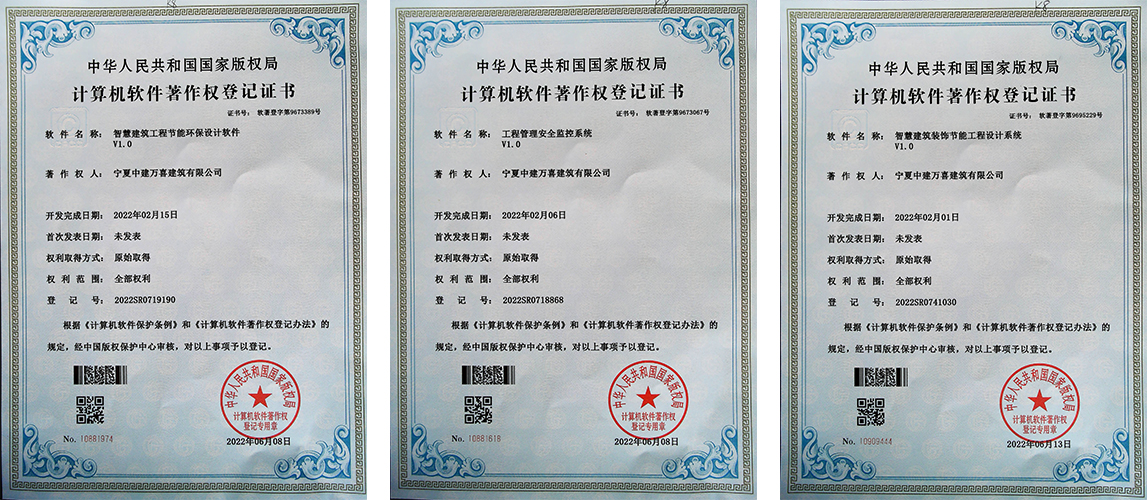 中华人民共和国国家版权局
计算机软件著作权登记证书
证书号： 软著登字第9673389号
软件名称： 智慧建筑工程节能环保设计软件
V1.0
著作权人： 宁夏中建万喜建筑有限公司
开发完成日期： 2022年02月15日
首次发表日期： 未发表
权利取得方式： 原始取得
权利范围： 全部权利
登记号： 2022SR0719190
根据《计算机软件保护条例》和《计算机软件著作权登记办法》的
规定，经中国版权保护中心审核，对以上事项予以登记。
中华人民共和国国家版权局
计算机软件著作权
登记专用章
No. 10881974
2022年06月08日
中华人民共和国国家版权局
计算机软件著作权登记证书
证书号： 软著登字第9673067号
软件名称： 工程管理安全监控系统
V1.0
著作权人： 宁夏中建万喜建筑有限公司
开发完成日期： 2022年02月06日
首次发表日期： 未发表
权利取得方式： 原始取得
权利范围： 全部权利
登记号： 2022SR0718868
根据《计算机软件保护条例》和《计算机软件著作权登记办法》的
规定，经中国版权保护中心审核，对以上事项予以登记。
中华人民共和国国家版权局
计算机软件著作权
登记专用章
No. 10881618
2022年06月08日
中华人民共和国国家版权局
计算机软件著作权登记证书
证书号： 软著登字第9695229号
软件名称： 智慧建筑装饰节能工程设计系统
V1.0
著作权人： 宁夏中建万喜建筑有限公司
开发完成日期： 2022年02月01日
首次发表日期： 未发表
权利取得方式： 原始取得
权利范围： 全部权利
登记号： 2022SR0741030
根据《计算机软件保护条例》和《计算机软件著作权登记办法》的
规定，经中国版权保护中心审核，对以上事项予以登记。
中华人民共和国国家版权局
计算机软件著作权
登记专用章
No. 10909444
2022年06月13日